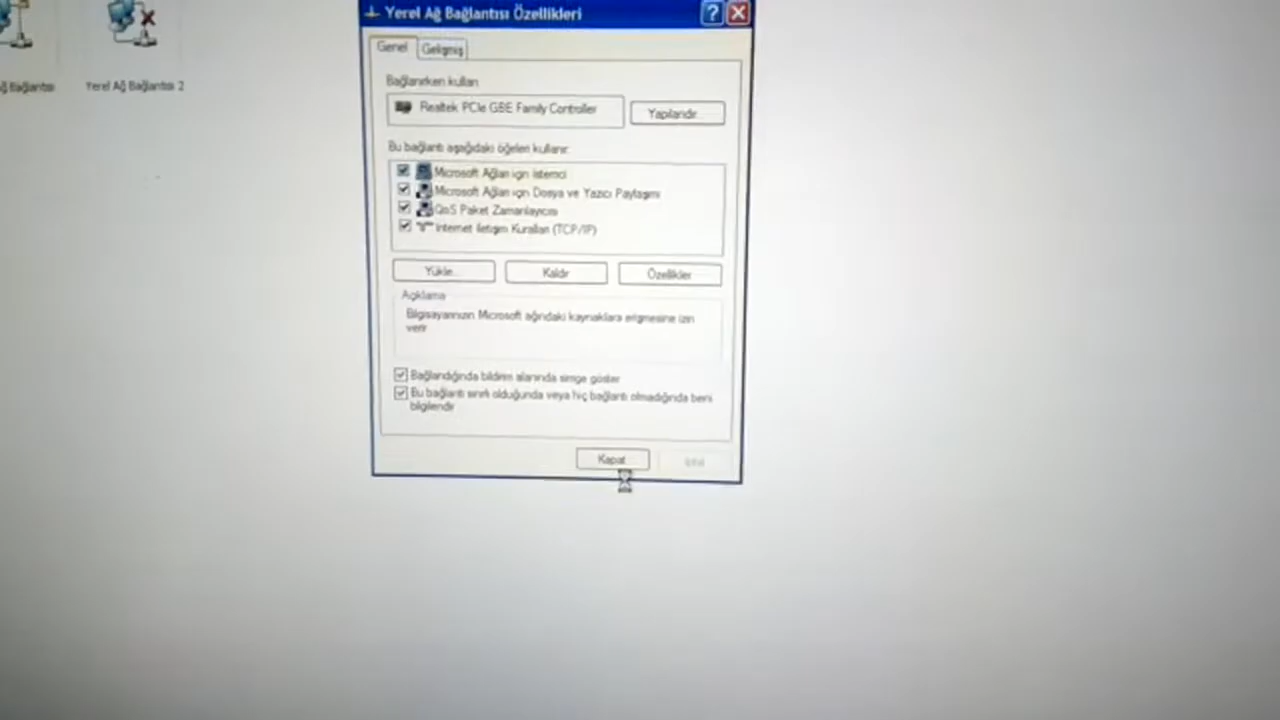 Yerel Ağ Bağlantısı Özellikleri
Ağ Bağlantısı
Yerel Ağ Bağlantısı 2
Genel
Gelişmiş
Bağlanırken kullan:
Realtek PCIe GBE Family Controller
Yapılandır...
Bu bağlantı aşağıdaki öğeleri kullanır:
Microsoft Ağları için İstemci
Microsoft Ağları için Dosya ve Yazıcı Paylaşımı
QoS Paket Zamanlayıcısı
Internet İletişim Kuralları (TCP/IP)
Yükle...
Kaldır
Özellikler
Açıklama
Bilgisayarınızın Microsoft ağındaki kaynaklara erişmesine izin
verir
Bağlandığında bildirim alanında simge göster
Bu bağlantı sınırlı olduğunda veya hiç bağlantı olmadığında beni
bilgilendir
Kapat
İptal